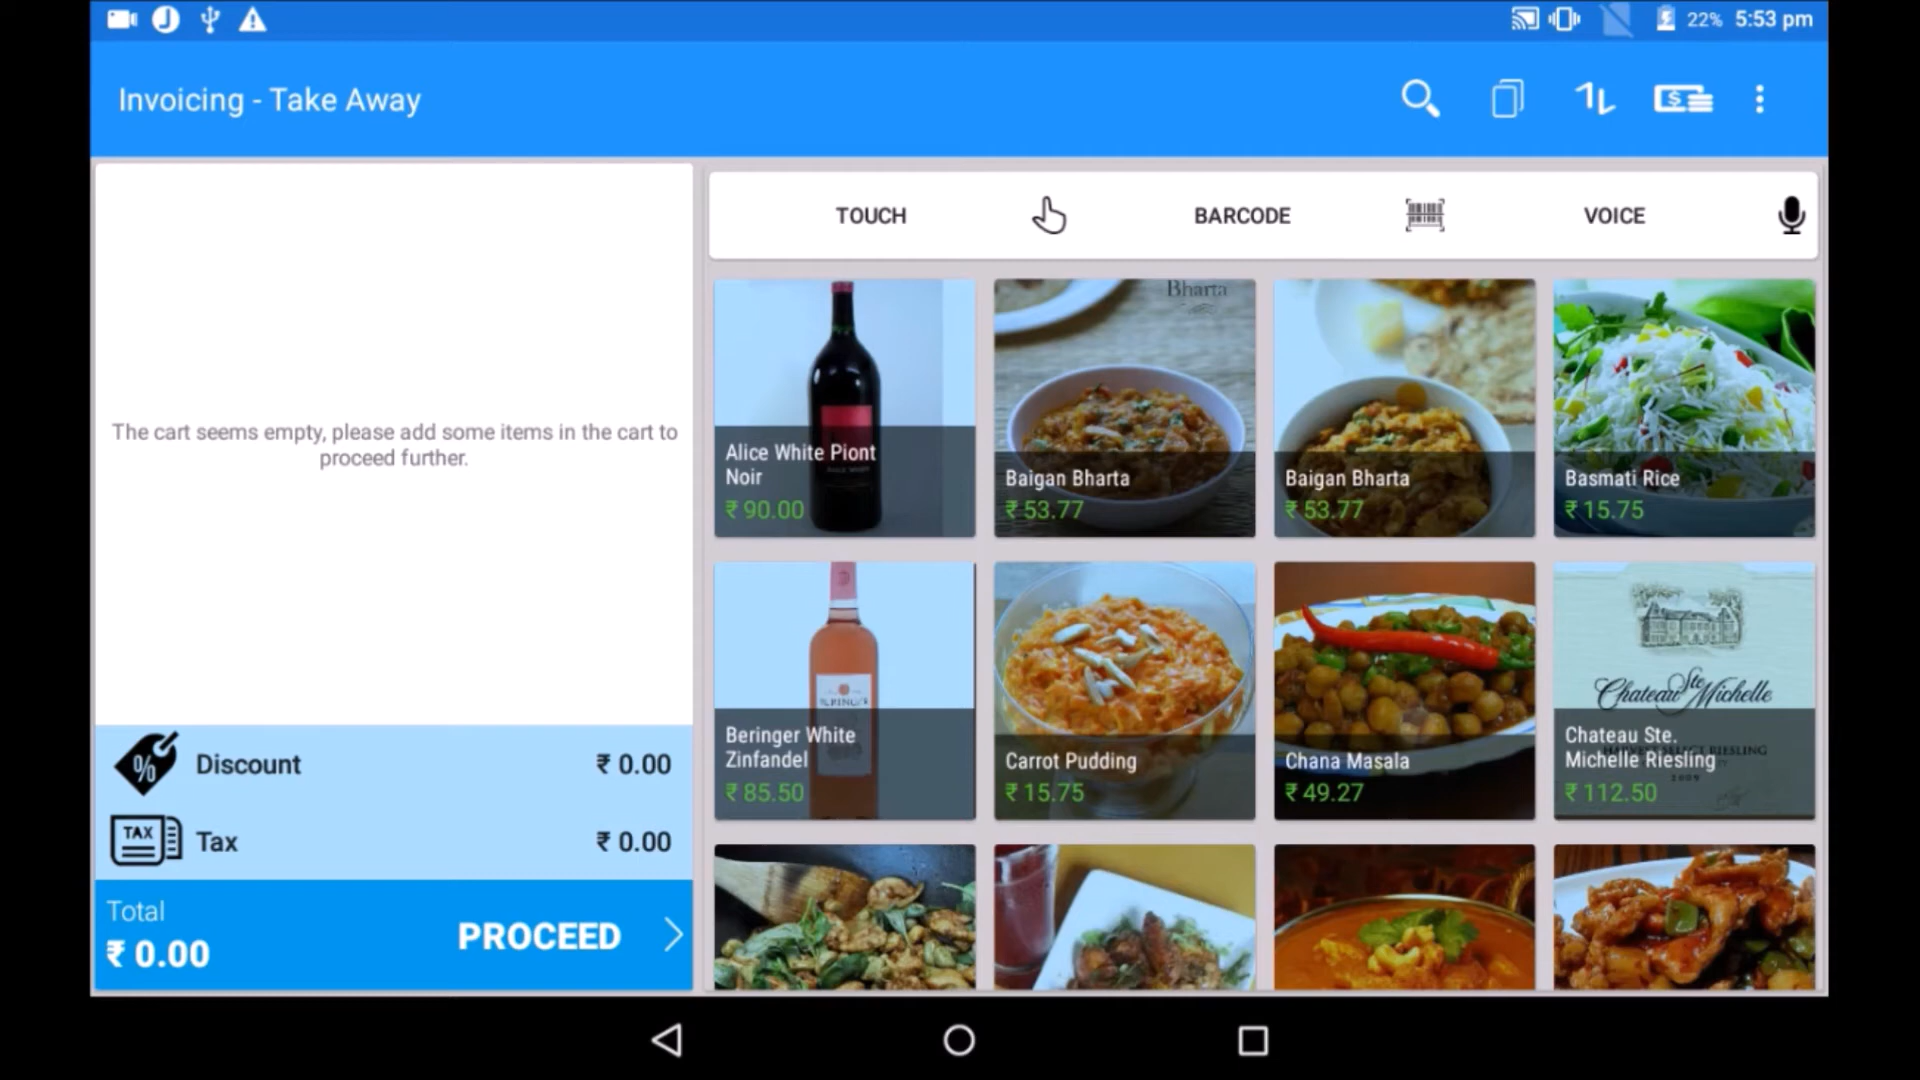 22% 5:53 pm
Invoicing - Take Away
TOUCH BARCODE VOICE
The cart seems empty, please add some items in the cart to
proceed further.
Bharta
Alice White Piont
Noir
₹ 90.00
Baigan Bharta
₹ 53.77
Baigan Bharta
₹ 53.77
Basmati Rice
₹ 15.75
Beringer White
Zinfandel
₹ 85.50
Carrot Pudding
₹ 15.75
Chana Masala
₹ 49.27
Chateau Ste Michelle
Chateau Ste.
Michelle Riesling
HARVEST SELECT RIESLING
2009
₹ 112.50
% Discount ₹ 0.00
TAX Tax ₹ 0.00
Total
₹ 0.00
PROCEED